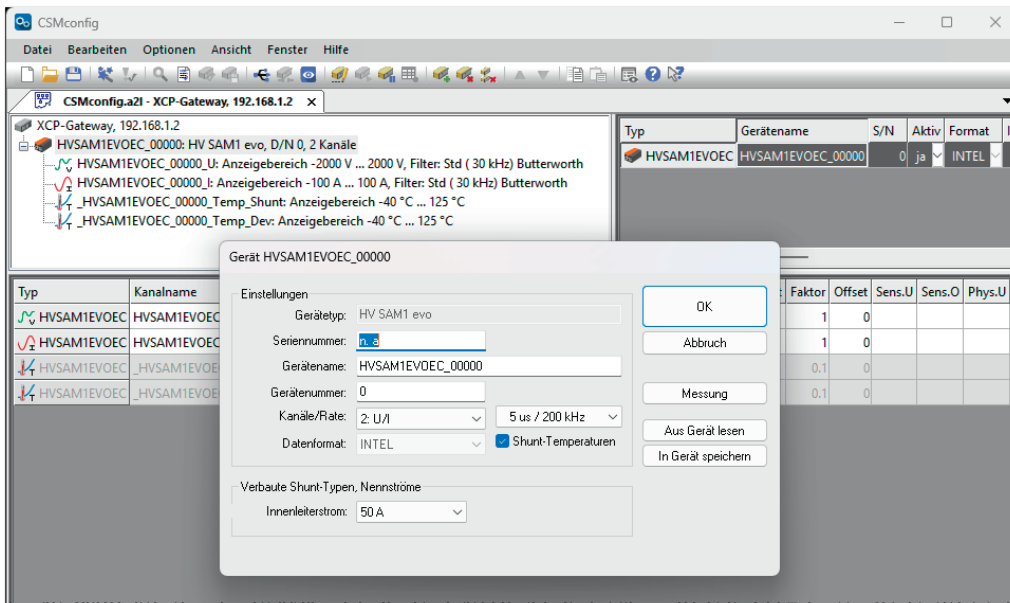 CSMconfig
Datei Bearbeiten Optionen Ansicht Fenster Hilfe
CSMconfig.a2l - XCP-Gateway, 192.168.1.2
XCP-Gateway, 192.168.1.2
HVSAM1EVOEC_00000: HV SAM1 evo, D/N 0, 2 Kanäle
HVSAM1EVOEC_00000_U: Anzeigebereich -2000 V ... 2000 V, Filter: Std ( 30 kHz) Butterworth
HVSAM1EVOEC_00000_I: Anzeigebereich -100 A ... 100 A, Filter: Std ( 30 kHz) Butterworth
_HVSAM1EVOEC_00000_Temp_Shunt: Anzeigebereich -40 °C ... 125 °C
_HVSAM1EVOEC_00000_Temp_Dev: Anzeigebereich -40 °C ... 125 °C
Typ Gerätename S/N Aktiv Format
HVSAM1EVOEC HVSAM1EVOEC_00000 0 ja INTEL
Gerät HVSAM1EVOEC_00000
Einstellungen
Gerätetyp: HV SAM1 evo
Seriennummer: n. a
Gerätename: HVSAM1EVOEC_00000
Gerätenummer: 0
Kanäle/Rate: 2: U/I 5 us / 200 kHz
Datenformat: INTEL Shunt-Temperaturen
Verbaute Shunt-Typen, Nennströme
Innenleiterstrom: 50 A
OK
Abbruch
Messung
Aus Gerät lesen
In Gerät speichern
Typ Kanalname Faktor Offset Sens.U Sens.O Phys.U
HVSAM1EVOEC HVSAM1EVOEC 1 0
HVSAM1EVOEC HVSAM1EVOEC 1 0
HVSAM1EVOEC _HVSAM1EVOE 0.1 0
HVSAM1EVOEC _HVSAM1EVOE 0.1 0